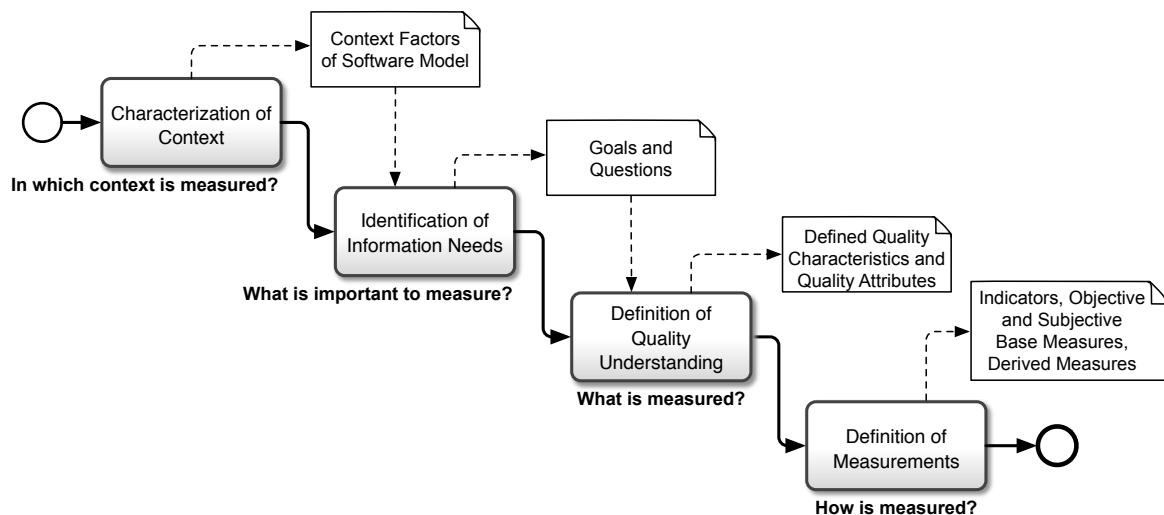 Context Factors
of Software Model
Characterization of
Context
In which context is measured?
Goals and
Questions
Identification of
Information Needs
What is important to measure?
Defined Quality
Characteristics and
Quality Attributes
Definition of
Quality
Understanding
What is measured?
Indicators, Objective
and Subjective
Base Measures,
Derived Measures
Definition of
Measurements
How is measured?